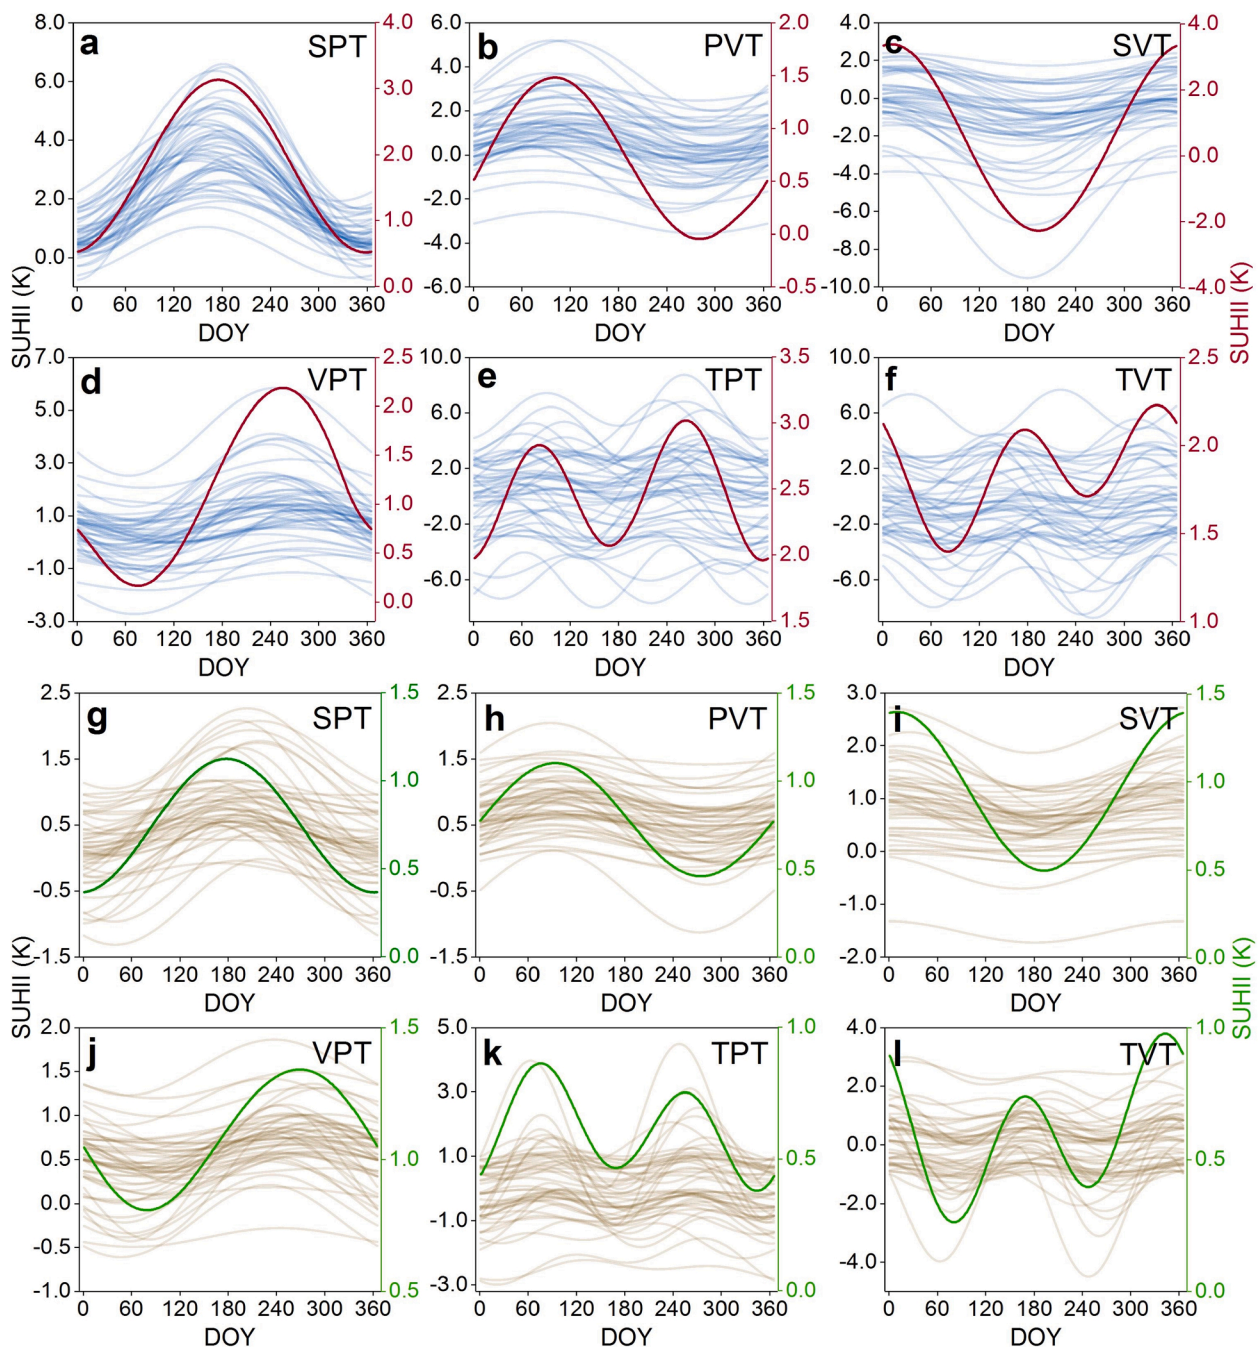 a SPT
8.0 6.0 4.0 2.0 0.0
4.0 3.0 2.0 1.0 0.0
0 60 120 180 240 300 360
DOY
b PVT
6.0 4.0 2.0 0.0 -2.0 -4.0 -6.0
2.0 1.5 1.0 0.5 0.0 -0.5
0 60 120 180 240 300 360
DOY
c SVT
4.0 2.0 0.0 -2.0 -4.0 -6.0 -8.0 -10.0
4.0 2.0 0.0 -2.0 -4.0
0 60 120 180 240 300 360
DOY
SUHII (K)
SUHII (K)
d VPT
7.0 5.0 3.0 1.0 -1.0 -3.0
2.5 2.0 1.5 1.0 0.5 0.0
0 60 120 180 240 300 360
DOY
e TPT
10.0 6.0 2.0 -2.0 -6.0
3.5 3.0 2.5 2.0 1.5
0 60 120 180 240 300 360
DOY
f TVT
10.0 6.0 2.0 -2.0 -6.0
2.5 2.0 1.5 1.0
0 60 120 180 240 300 360
DOY
g SPT
2.5 1.5 0.5 -0.5 -1.5
1.5 1.0 0.5 0.0
0 60 120 180 240 300 360
DOY
h PVT
2.5 1.5 0.5 -0.5 -1.5
1.5 1.0 0.5 0.0
0 60 120 180 240 300 360
DOY
i SVT
3.0 2.0 1.0 0.0 -1.0 -2.0
1.5 1.0 0.5 0.0
0 60 120 180 240 300 360
DOY
SUHII (K)
SUHII (K)
j VPT
2.0 1.5 1.0 0.5 0.0 -0.5 -1.0
1.5 1.0 0.5
0 60 120 180 240 300 360
DOY
k TPT
5.0 3.0 1.0 -1.0 -3.0
1.0 0.5 0.0
0 60 120 180 240 300 360
DOY
l TVT
4.0 2.0 0.0 -2.0 -4.0
1.0 0.5 0.0
0 60 120 180 240 300 360
DOY